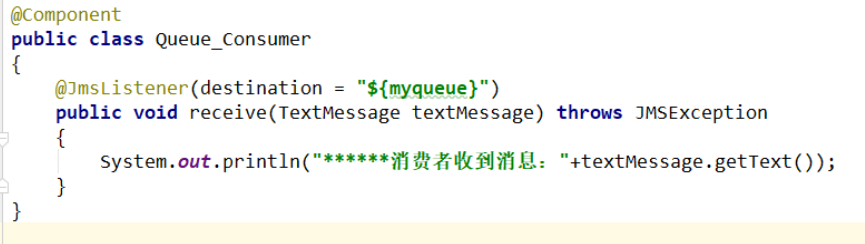 @Component
public class Queue_Consumer
{
    @JmsListener(destination = "${myqueue}")
    public void receive(TextMessage textMessage) throws JMSException
    {
        System.out.println("******消费者收到消息："+textMessage.getText());
    }
}